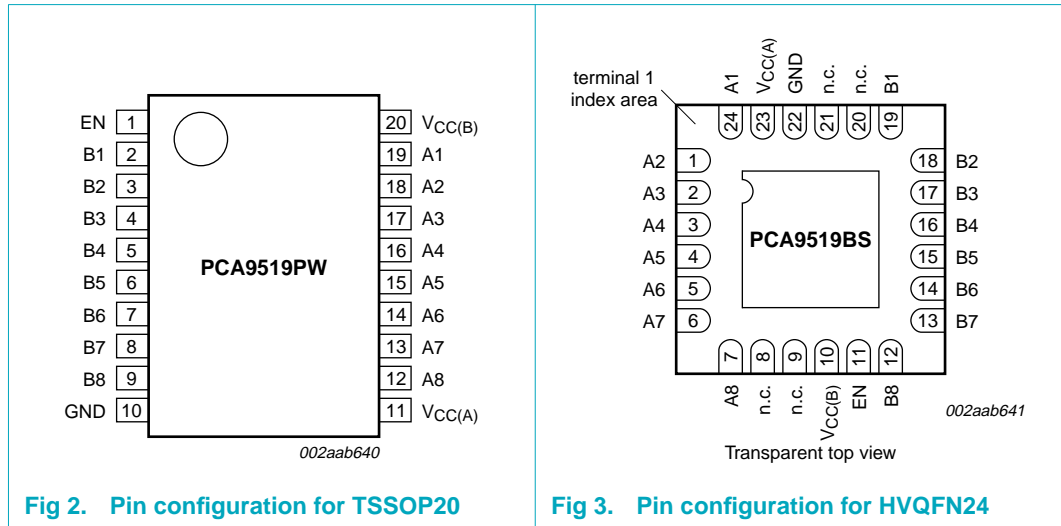 EN 1
B1 2
B2 3
B3 4
B4 5
B5 6
B6 7
B7 8
B8 9
GND 10
PCA9519PW
20 VCC(B)
19 A1
18 A2
17 A3
16 A4
15 A5
14 A6
13 A7
12 A8
11 VCC(A)
002aab640
Fig 2. Pin configuration for TSSOP20
terminal 1
index area
A1 VCC(A) GND n.c. n.c. B1
24 23 22 21 20 19
A2 1
A3 2
A4 3
A5 4
A6 5
A7 6
PCA9519BS
18 B2
17 B3
16 B4
15 B5
14 B6
13 B7
7 8 9 10 11 12
A8 n.c. n.c. VCC(B) EN B8
002aab641
Transparent top view
Fig 3. Pin configuration for HVQFN24